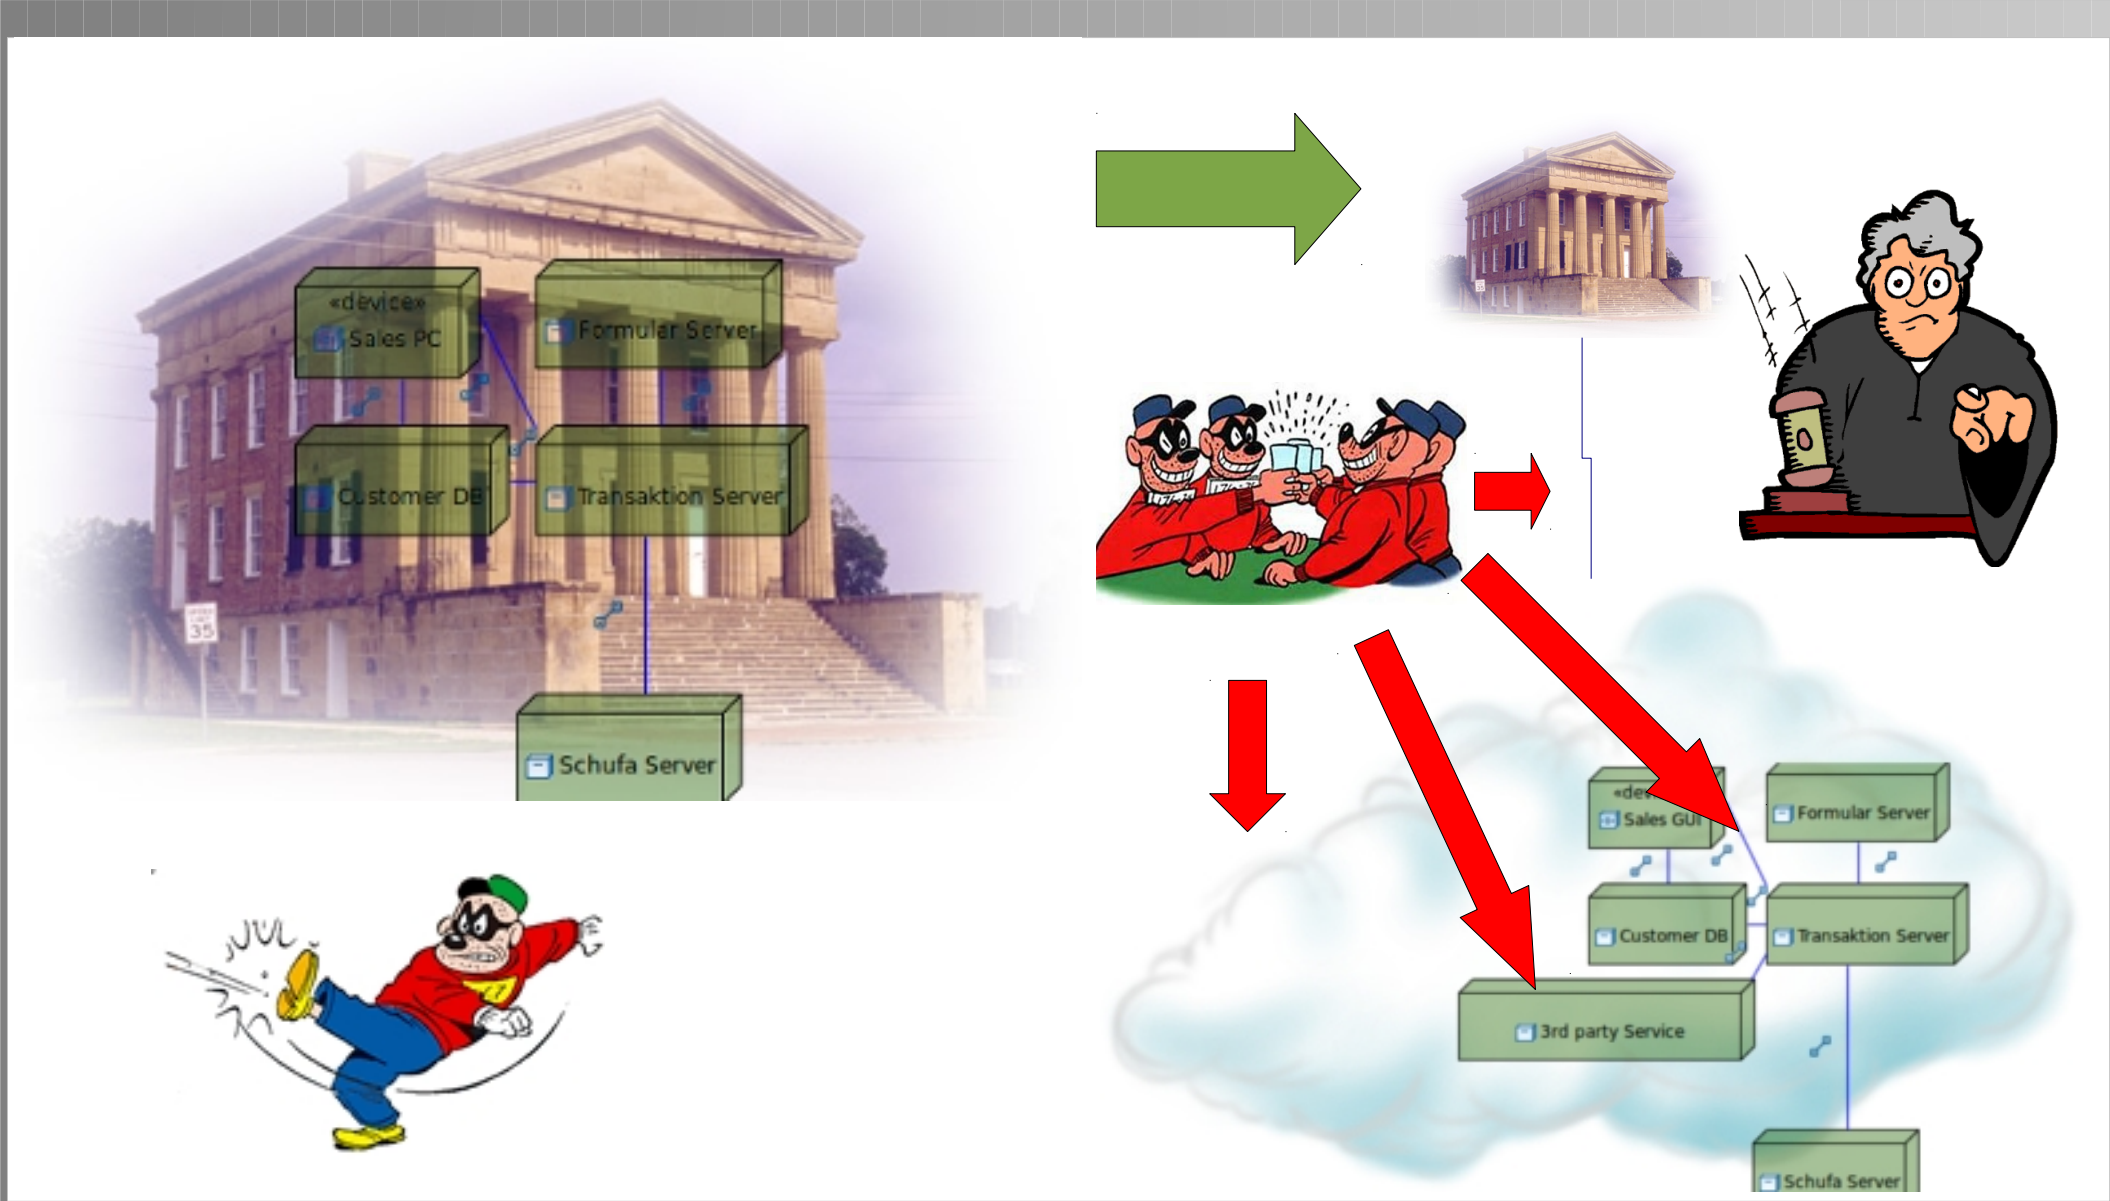 «device»
Sales PC
Formular Server
Customer DB
Transaktion Server
35
Schufa Server
Sales GUI
Formular Server
Customer DB
Transaktion Server
3rd party Service
Schufa Server